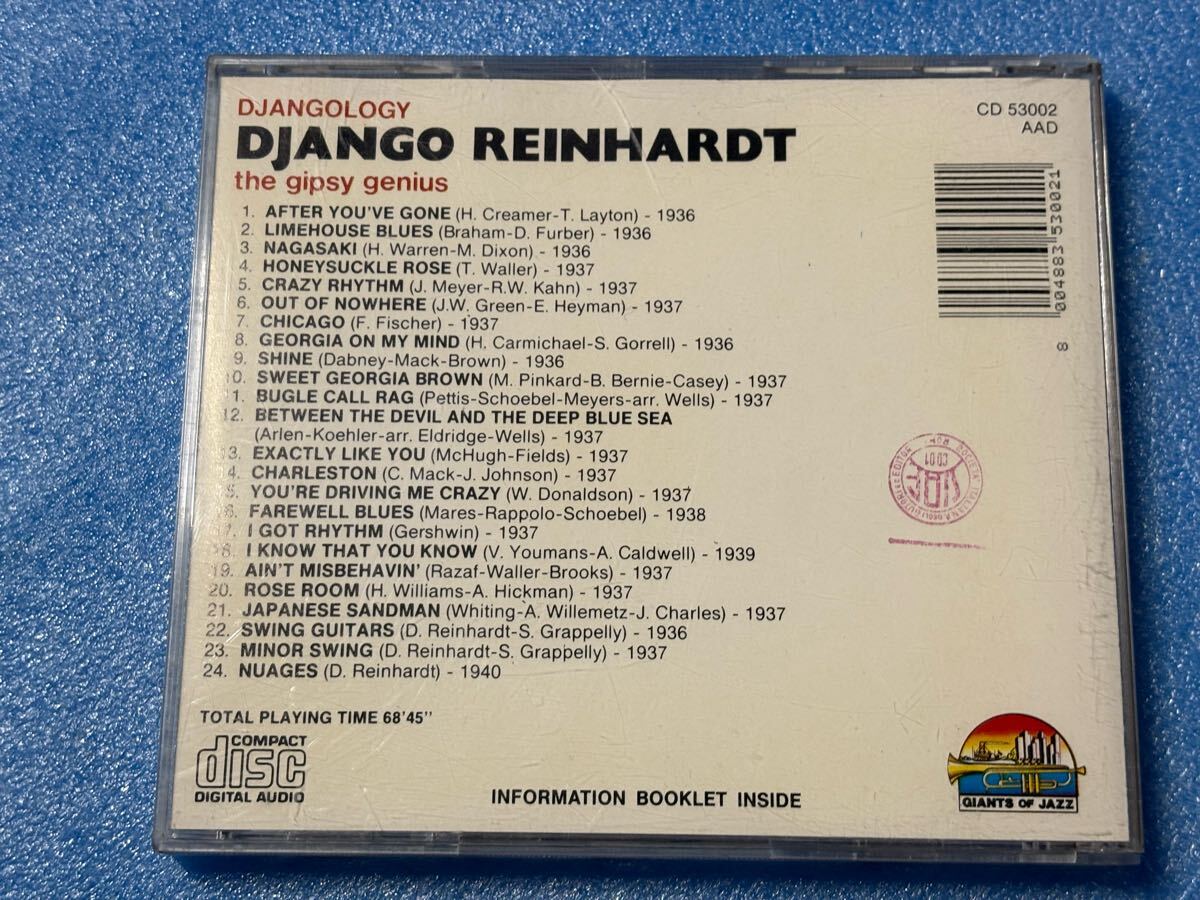 DJANGOLOGY
DJANGO REINHARDT
the gipsy genius
CD 53002
AAD
1. AFTER YOU'VE GONE (H. Creamer-T. Layton) - 1936
2. LIMEHOUSE BLUES (Braham-D. Furber) - 1936
3. NAGASAKI (H. Warren-M. Dixon) - 1936
4. HONEYSUCKLE ROSE (T. Waller) - 1937
5. CRAZY RHYTHM (J. Meyer-R.W. Kahn) - 1937
6. OUT OF NOWHERE (J.W. Green-E. Heyman) - 1937
7. CHICAGO (F. Fischer) - 1937
8. GEORGIA ON MY MIND (H. Carmichael-S. Gorrell) - 1936
9. SHINE (Dabney-Mack-Brown) - 1936
10. SWEET GEORGIA BROWN (M. Pinkard-B. Bernie-Casey) - 1937
11. BUGLE CALL RAG (Pettis-Schoebel-Meyers-arr. Wells) - 1937
12. BETWEEN THE DEVIL AND THE DEEP BLUE SEA
(Arlen-Koehler-arr. Eldridge-Wells) - 1937
13. EXACTLY LIKE YOU (McHugh-Fields) - 1937
14. CHARLESTON (C. Mack-J. Johnson) - 1937
15. YOU'RE DRIVING ME CRAZY (W. Donaldson) - 1937
16. FAREWELL BLUES (Mares-Rappolo-Schoebel) - 1938
17. I GOT RHYTHM (Gershwin) - 1937
18. I KNOW THAT YOU KNOW (V. Youmans-A. Caldwell) - 1939
19. AIN'T MISBEHAVIN' (Razaf-Waller-Brooks) - 1937
20. ROSE ROOM (H. Williams-A. Hickman) - 1937
21. JAPANESE SANDMAN (Whiting-A. Willemetz-J. Charles) - 1937
22. SWING GUITARS (D. Reinhardt-S. Grappelly) - 1936
23. MINOR SWING (D. Reinhardt-S. Grappelly) - 1937
24. NUAGES (D. Reinhardt) - 1940
8 004883 530021
TOTAL PLAYING TIME 68'45''
COMPACT
disc
DIGITAL AUDIO
INFORMATION BOOKLET INSIDE
GIANTS OF JAZZ